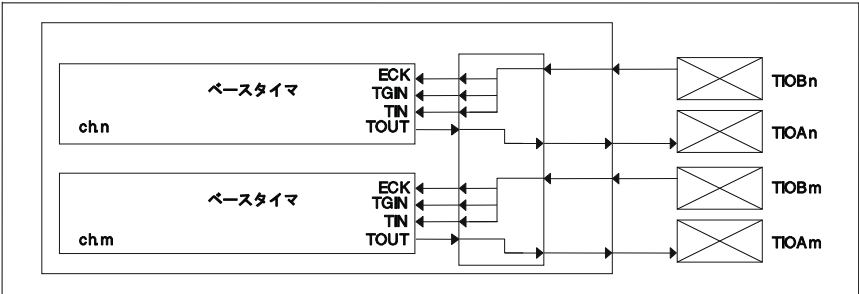 ベースタイマ
ECK
TGIN
TIN
TOUT
ch.n
TIOBn
TIOAn
ベースタイマ
ECK
TGIN
TIN
TOUT
ch.m
TIOBm
TIOAm